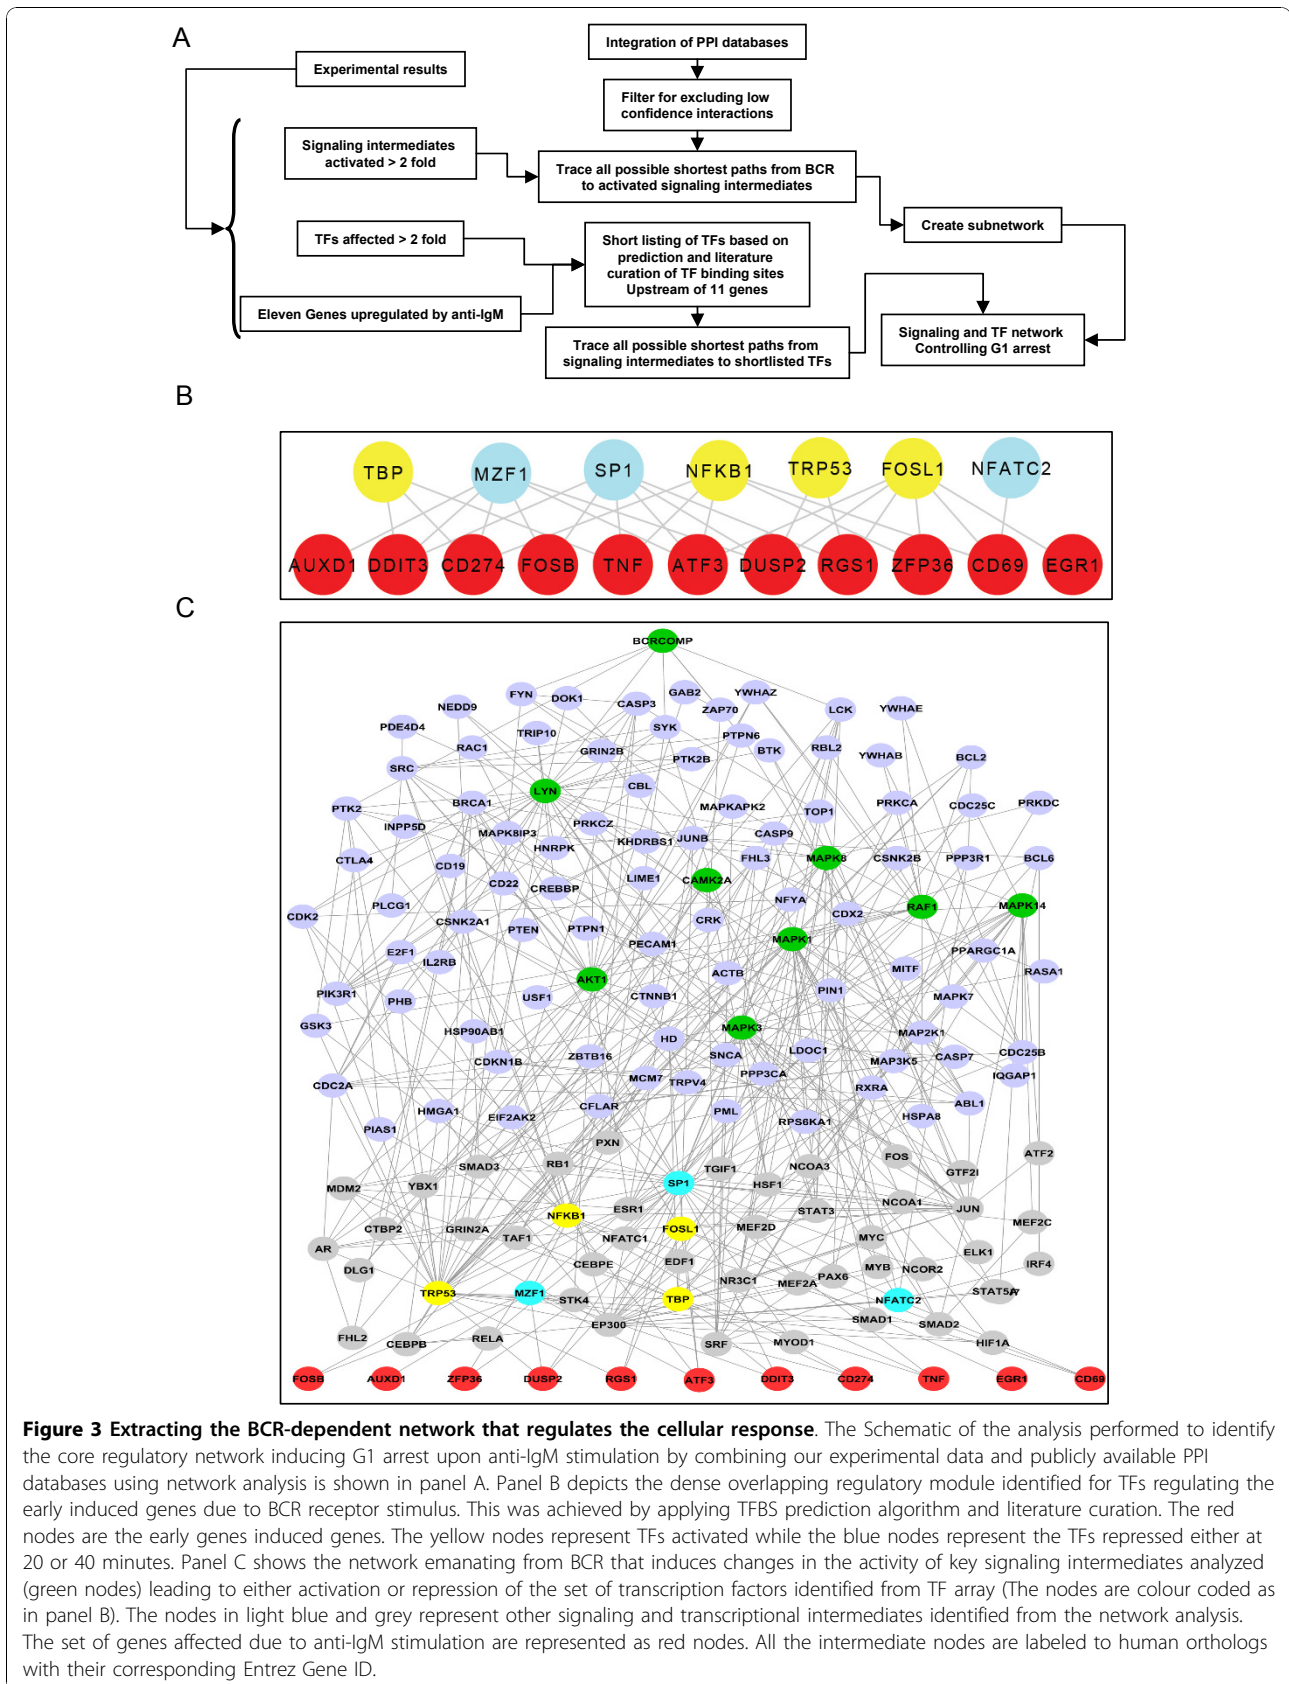 A
Integration of PPI databases
Experimental results
Filter for excluding low
confidence interactions
Signaling intermediates
activated > 2 fold
Trace all possible shortest paths from BCR
to activated signaling intermediates
Create subnetwork
TFs affected > 2 fold
Short listing of TFs based on
prediction and literature
curation of TF binding sites
Upstream of 11 genes
Eleven Genes upregulated by anti-IgM
Signaling and TF network
Controlling G1 arrest
Trace all possible shortest paths from
signaling intermediates to shortlisted TFs
B
TBP MZF1 SP1 NFKB1 TRP53 FOSL1 NFATC2
AUXD1 DDIT3 CD274 FOSB TNF ATF3 DUSP2 RGS1 ZFP36 CD69 EGR1
C
BCRCOMP
FYN DOK1 CASP3 GAB2 YWHAZ
NEDD9 ZAP70 LCK YWHAE
PDE4D4 TRIP10 SYK PTPN6
RAC1 GRIN2B PTK2B BTK RBL2 YWHAB BCL2
SRC
LYN CBL
PTK2 BRCA1 MAPKAPK2 TOP1 PRKCA CDC25C PRKDC
INPP5D MAPK8IP3 PRKCZ KHDRBS1 JUNB CASP9
HNRPK
CTLA4 CD19 FHL3 MAPK8 CSNK2B PPP3R1 BCL6
CD22 CREBBP LIME1 CAMK2A
CDK2 PLCG1 CSNK2A1 NFYA CDX2 RAF1 MAPK14
PTEN PTPN1 CRK
E2F1 IL2RB PECAM1 MAPK1 PPARGC1A
MITF RASA1
PIK3R1 PHB USF1 AKT1 CTNNB1 ACTB PIN1 MAPK7
GSK3 HSP90AB1 HD MAPK3 MAP2K1
CDKN1B ZBTB16 SNCA LDOC1 MAP3K5 CASP7 CDC25B
CDC2A MCM7 TRPV4 PPP3CA RXRA IQGAP1
HMGA1 EIF2AK2 CFLAR PML RPS6KA1 HSPA8 ABL1
PIAS1 PXN
SMAD3 RB1 TGIF1 NCOA3 FOS GTF2I ATF2
MDM2 YBX1 SP1 HSF1
NFKB1 ESR1 STAT3 NCOA1 JUN
CTBP2 GRIN2A TAF1 NFATC1 FOSL1 MEF2D MYC MEF2C
AR ELK1
DLG1 CEBPE EDF1 NR3C1 MEF2A PAX6 MYB NCOR2 IRF4
TRP53 MZF1 STK4 TBP NFATC2
FHL2 CEBPB RELA EP300 SRF MYOD1 SMAD1 SMAD2 HIF1A
FOSB AUXD1 ZFP36 DUSP2 RGS1 ATF3 DDIT3 CD274 TNF EGR1 CD69
Figure 3 Extracting the BCR-dependent network that regulates the cellular response. The Schematic of the analysis performed to identify
the core regulatory network inducing G1 arrest upon anti-IgM stimulation by combining our experimental data and publicly available PPI
databases using network analysis is shown in panel A. Panel B depicts the dense overlapping regulatory module identified for TFs regulating the
early induced genes due to BCR receptor stimulus. This was achieved by applying TFBS prediction algorithm and literature curation. The red
nodes are the early genes induced genes. The yellow nodes represent TFs activated while the blue nodes represent the TFs repressed either at
20 or 40 minutes. Panel C shows the network emanating from BCR that induces changes in the activity of key signaling intermediates analyzed
(green nodes) leading to either activation or repression of the set of transcription factors identified from TF array (The nodes are colour coded as
in panel B). The nodes in light blue and grey represent other signaling and transcriptional intermediates identified from the network analysis.
The set of genes affected due to anti-IgM stimulation are represented as red nodes. All the intermediate nodes are labeled to human orthologs
with their corresponding Entrez Gene ID.